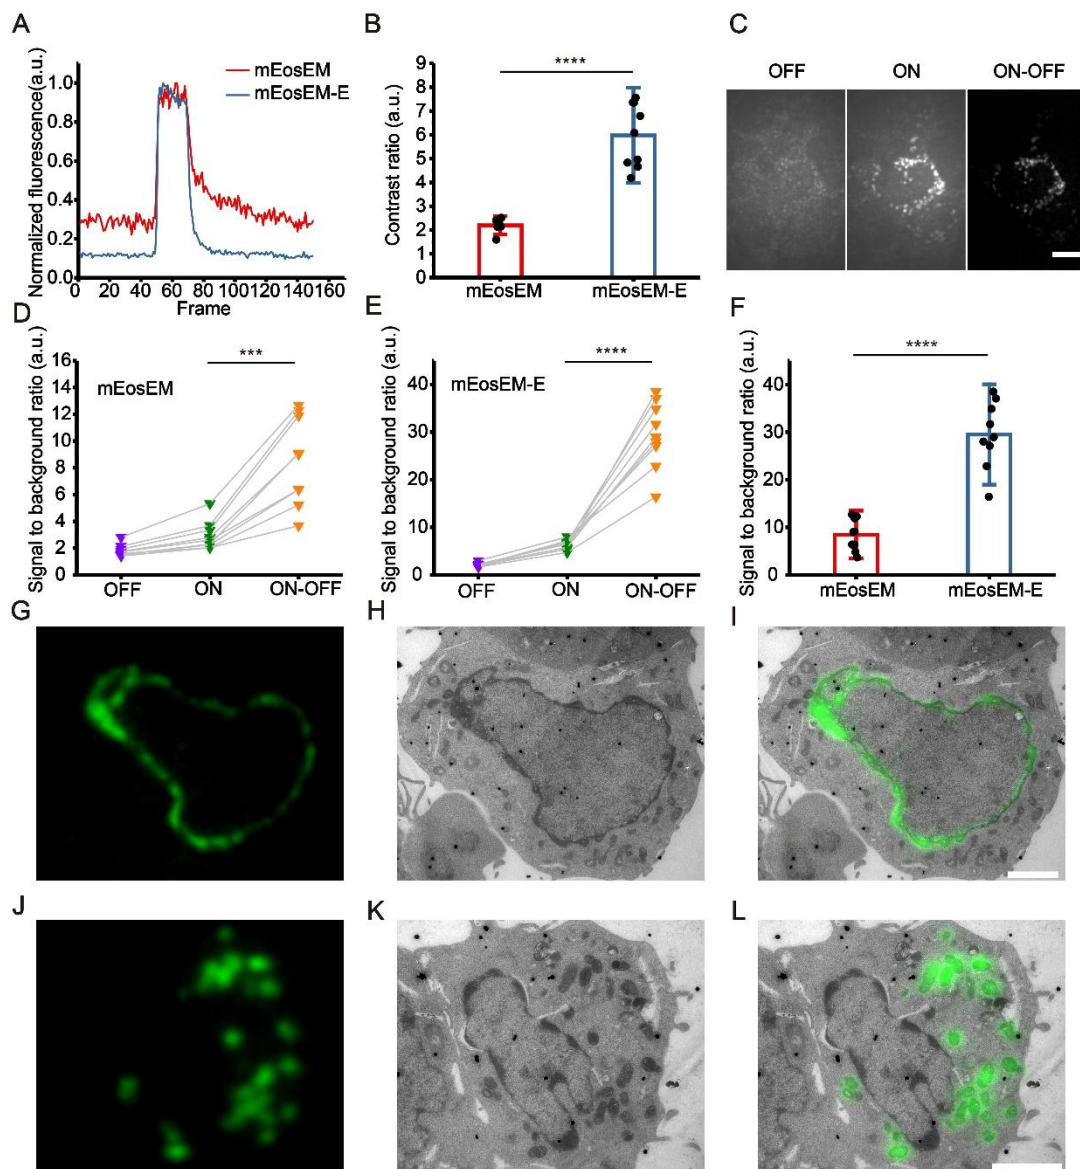 A
Normalized fluorescence(a.u.)
1.0
0.8
0.6
0.4
0.2
0.0
mEosEM
mEosEM-E
0 20 40 60 80 100 120 140 160
Frame
B
Contrast ratio (a.u.)
9
8
7
6
5
4
3
2
1
0
****
mEosEM mEosEM-E
C
OFF ON ON-OFF
D
Signal to background ratio (a.u.)
16
14
12
10
8
6
4
2
0
***
mEosEM
OFF ON ON-OFF
E
Signal to background ratio (a.u.)
40
30
20
10
0
****
mEosEM-E
OFF ON ON-OFF
F
Signal to background ratio (a.u.)
40
30
20
10
0
****
mEosEM mEosEM-E
G
H
I
J
K
L